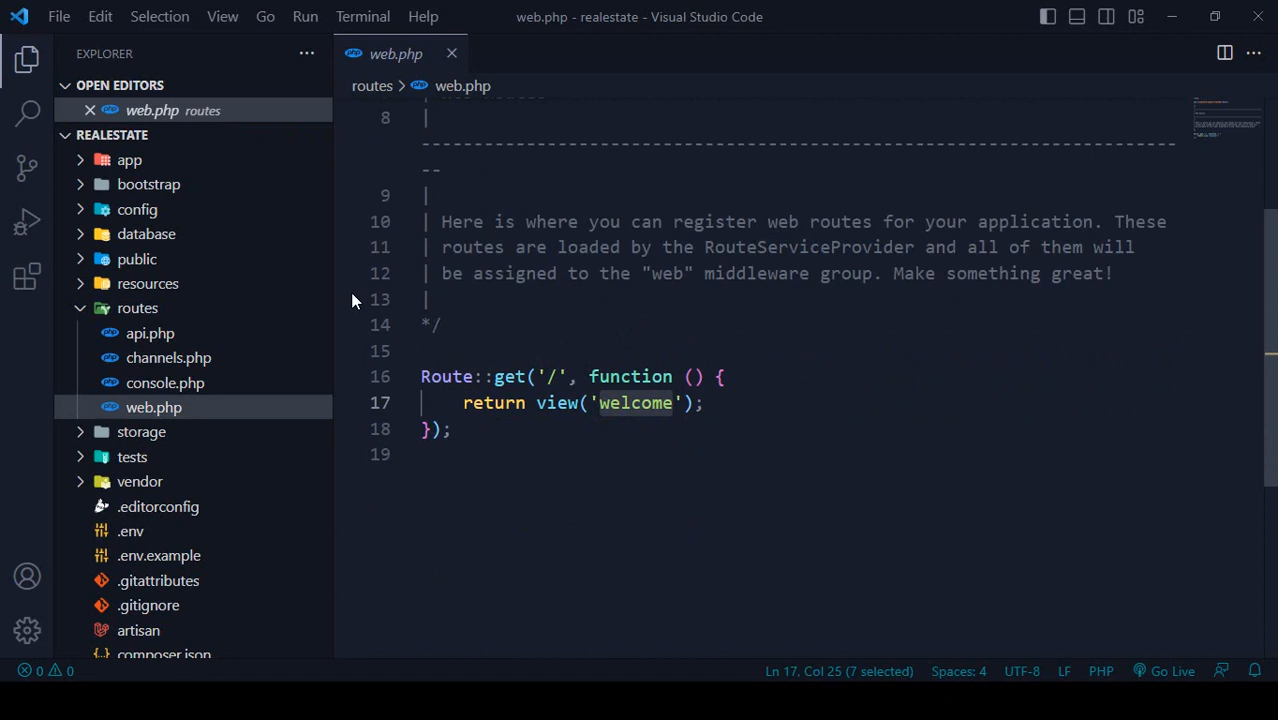 File Edit Selection View Go Run Terminal Help web.php - realestate - Visual Studio Code
EXPLORER
OPEN EDITORS
web.php routes
REALESTATE
app
bootstrap
config
database
public
resources
routes
api.php
channels.php
console.php
web.php
storage
tests
vendor
.editorconfig
.env
.env.example
.gitattributes
.gitignore
artisan
composer.json
web.php
routes > web.php
8 |
---------------------------------------------------------------------
--
9 |
10 | Here is where you can register web routes for your application. These
11 | routes are loaded by the RouteServiceProvider and all of them will
12 | be assigned to the "web" middleware group. Make something great!
13 |
14 */
15
16 Route::get('/', function () {
17 return view('welcome');
18 });
19
0 0 Ln 17, Col 25 (7 selected) Spaces: 4 UTF-8 LF PHP Go Live